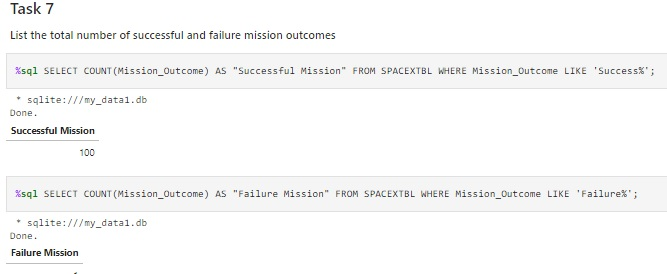 Task 7
List the total number of successful and failure mission outcomes
%sql SELECT COUNT(Mission_Outcome) AS "Successful Mission" FROM SPACEXTBL WHERE Mission_Outcome LIKE 'Success%';
* sqlite:///my_data1.db
Done.
Successful Mission
100
%sql SELECT COUNT(Mission_Outcome) AS "Failure Mission" FROM SPACEXTBL WHERE Mission_Outcome LIKE 'Failure%';
* sqlite:///my_data1.db
Done.
Failure Mission